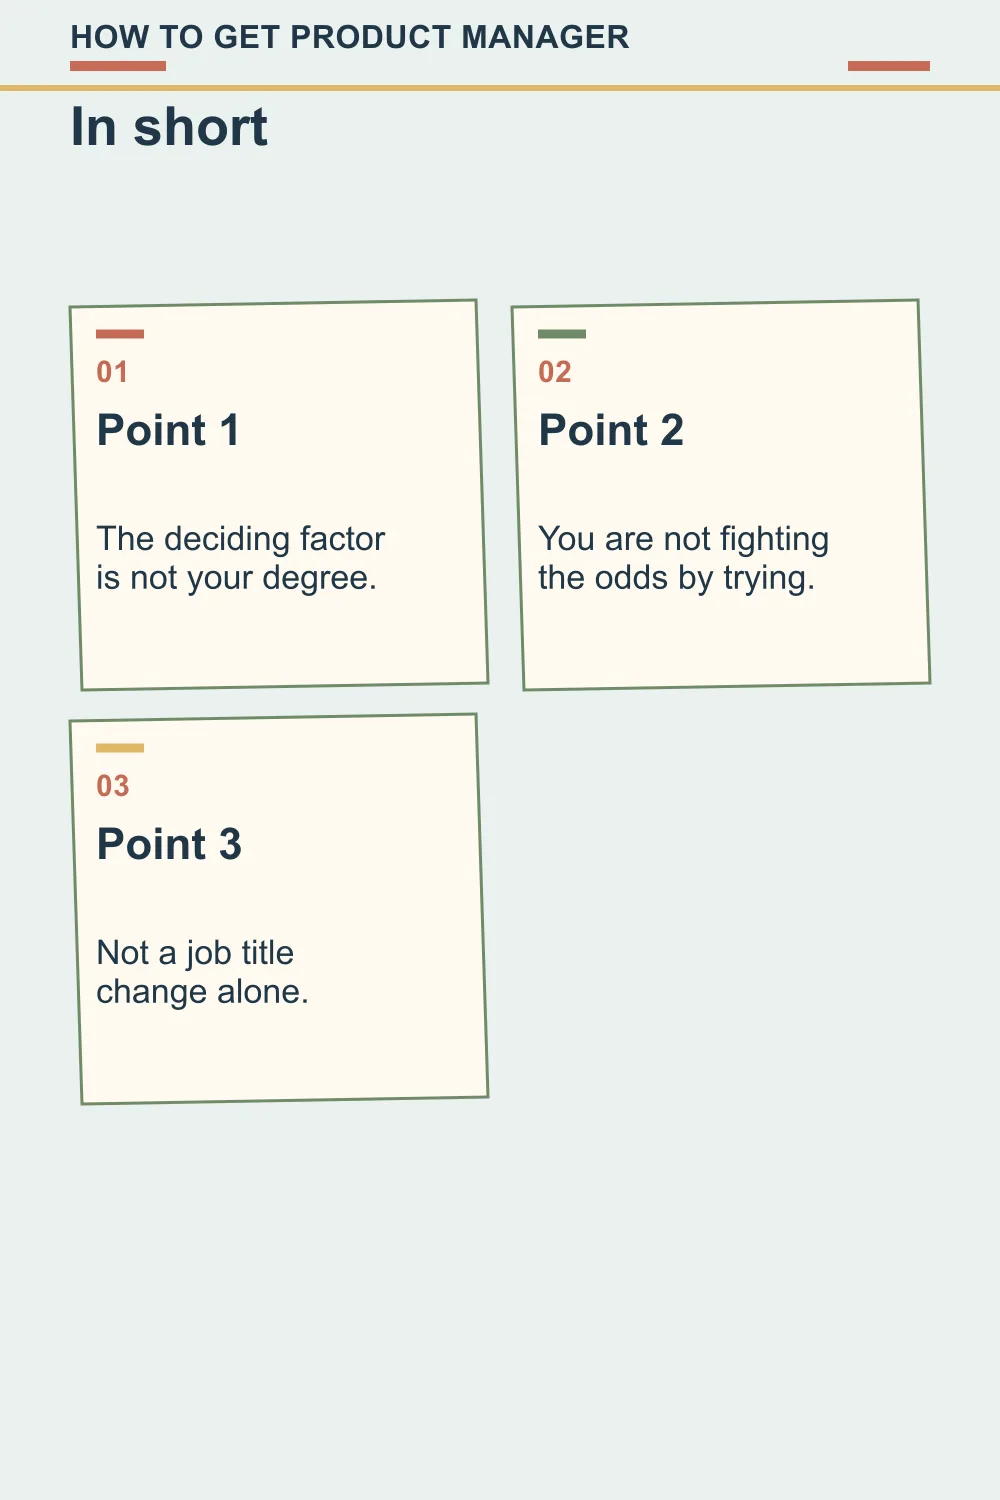 HOW TO GET PRODUCT MANAGER
In short
01
Point 1
The deciding factor
is not your degree.
02
Point 2
You are not fighting
the odds by trying.
03
Point 3
Not a job title
change alone.